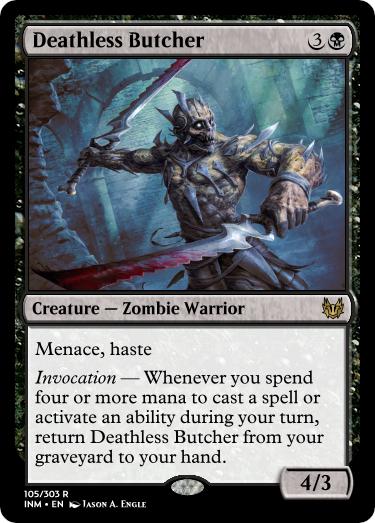 Deathless Butcher 3
Creature — Zombie Warrior
Menace, haste
Invocation — Whenever you spend
four or more mana to cast a spell or
activate an ability during your turn,
return Deathless Butcher from your
graveyard to your hand.
4/3
105/303 R
INM • EN Jason A. Engle